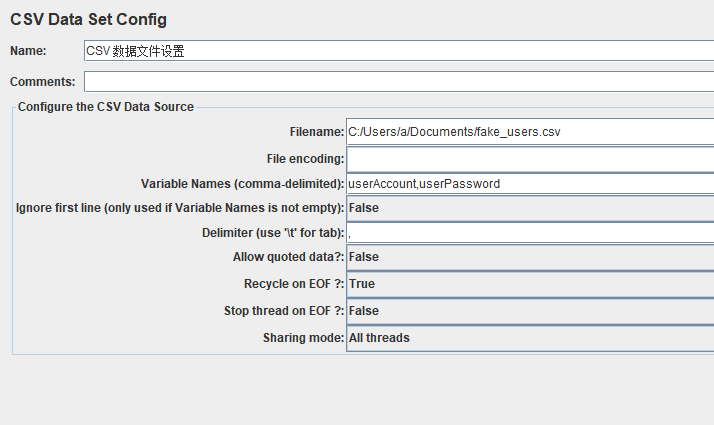 CSV Data Set Config
Name: CSV 数据文件设置
Comments:
Configure the CSV Data Source
Filename: C:/Users/a/Documents/fake_users.csv
File encoding:
Variable Names (comma-delimited): userAccount,userPassword
Ignore first line (only used if Variable Names is not empty): False
Delimiter (use '\t' for tab): ,
Allow quoted data?: False
Recycle on EOF ?: True
Stop thread on EOF ?: False
Sharing mode: All threads